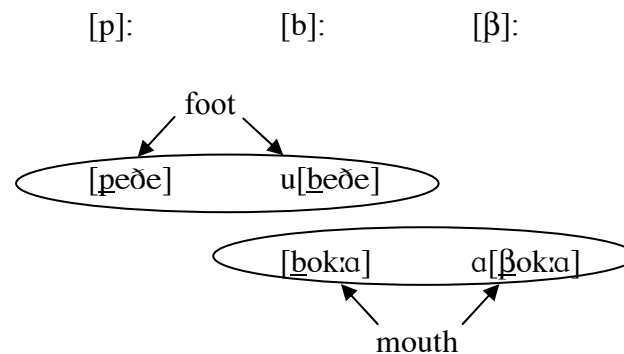 [p]: [b]: [β]:
foot
[peðe] u[beðe]
[bokːɑ] ɑ[βokːɑ]
mouth